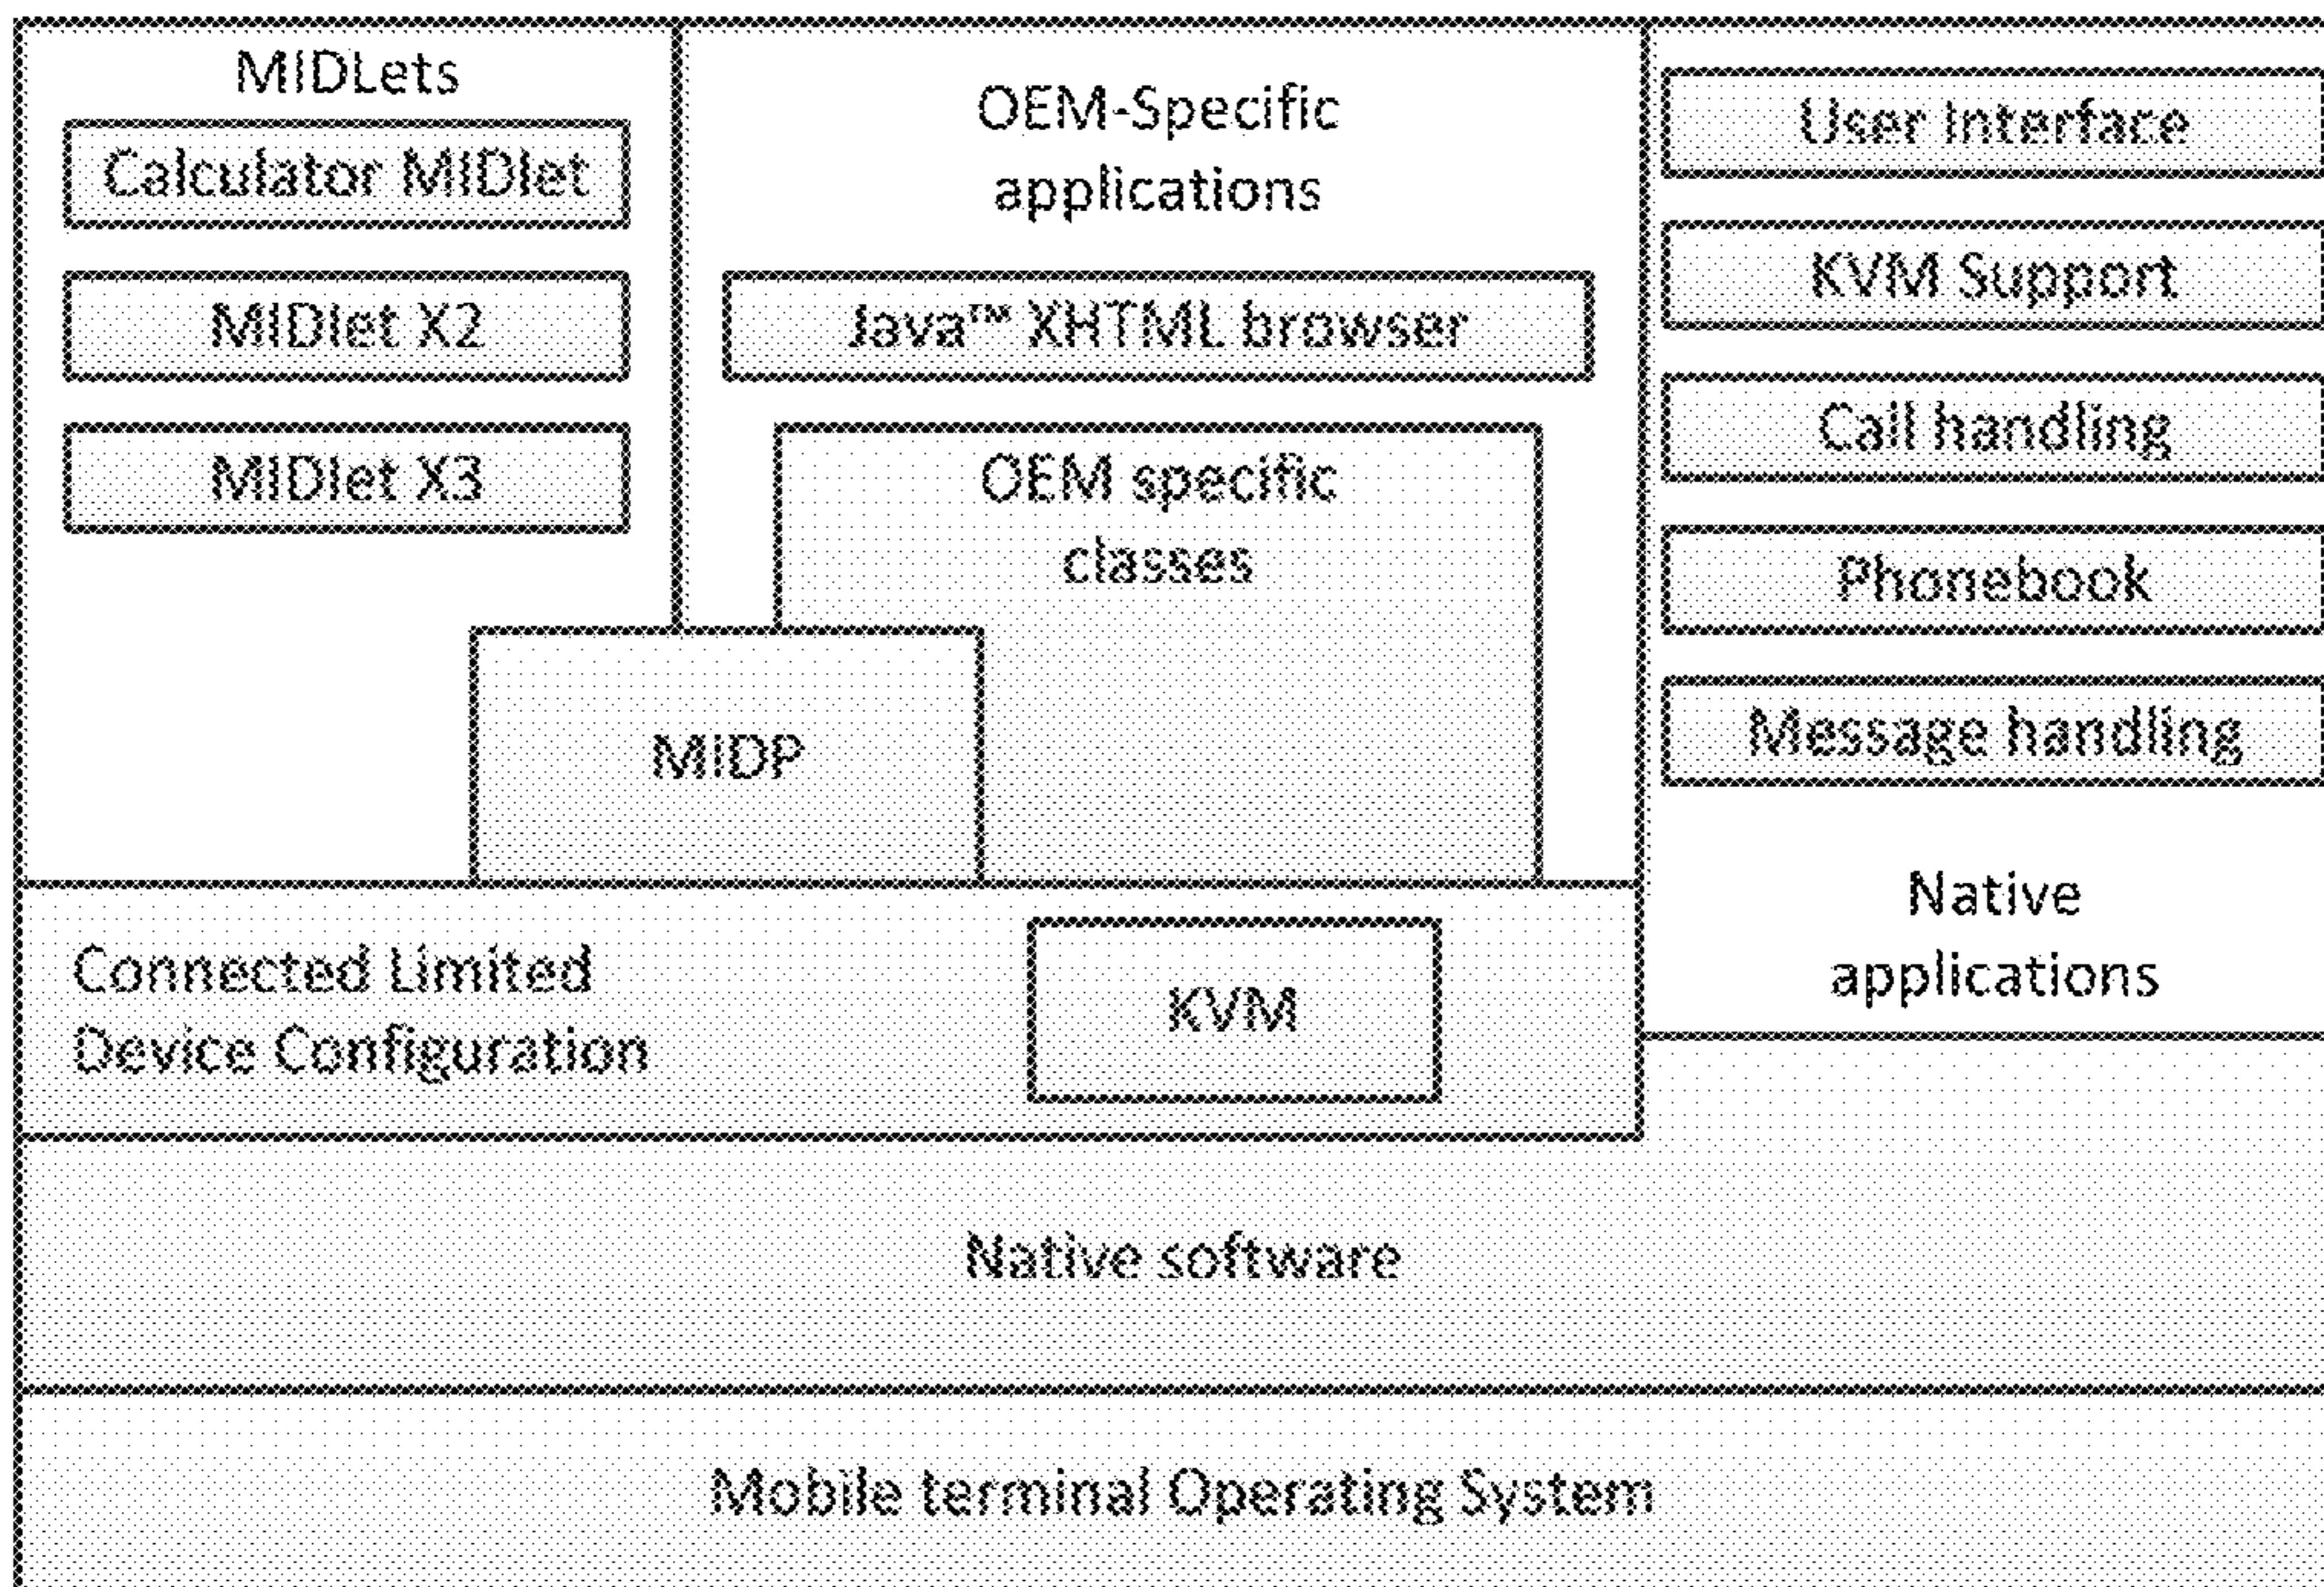 MIDLets
Calculator MIDlet
MIDlet X2
MIDlet X3
OEM-Specific
applications
Java™ XHTML browser
OEM specific
classes
MIDP
User Interface
KVM Support
Call handling
Phonebook
Message handling
Native
applications
Connected Limited
Device Configuration
KVM
Native software
Mobile terminal Operating System